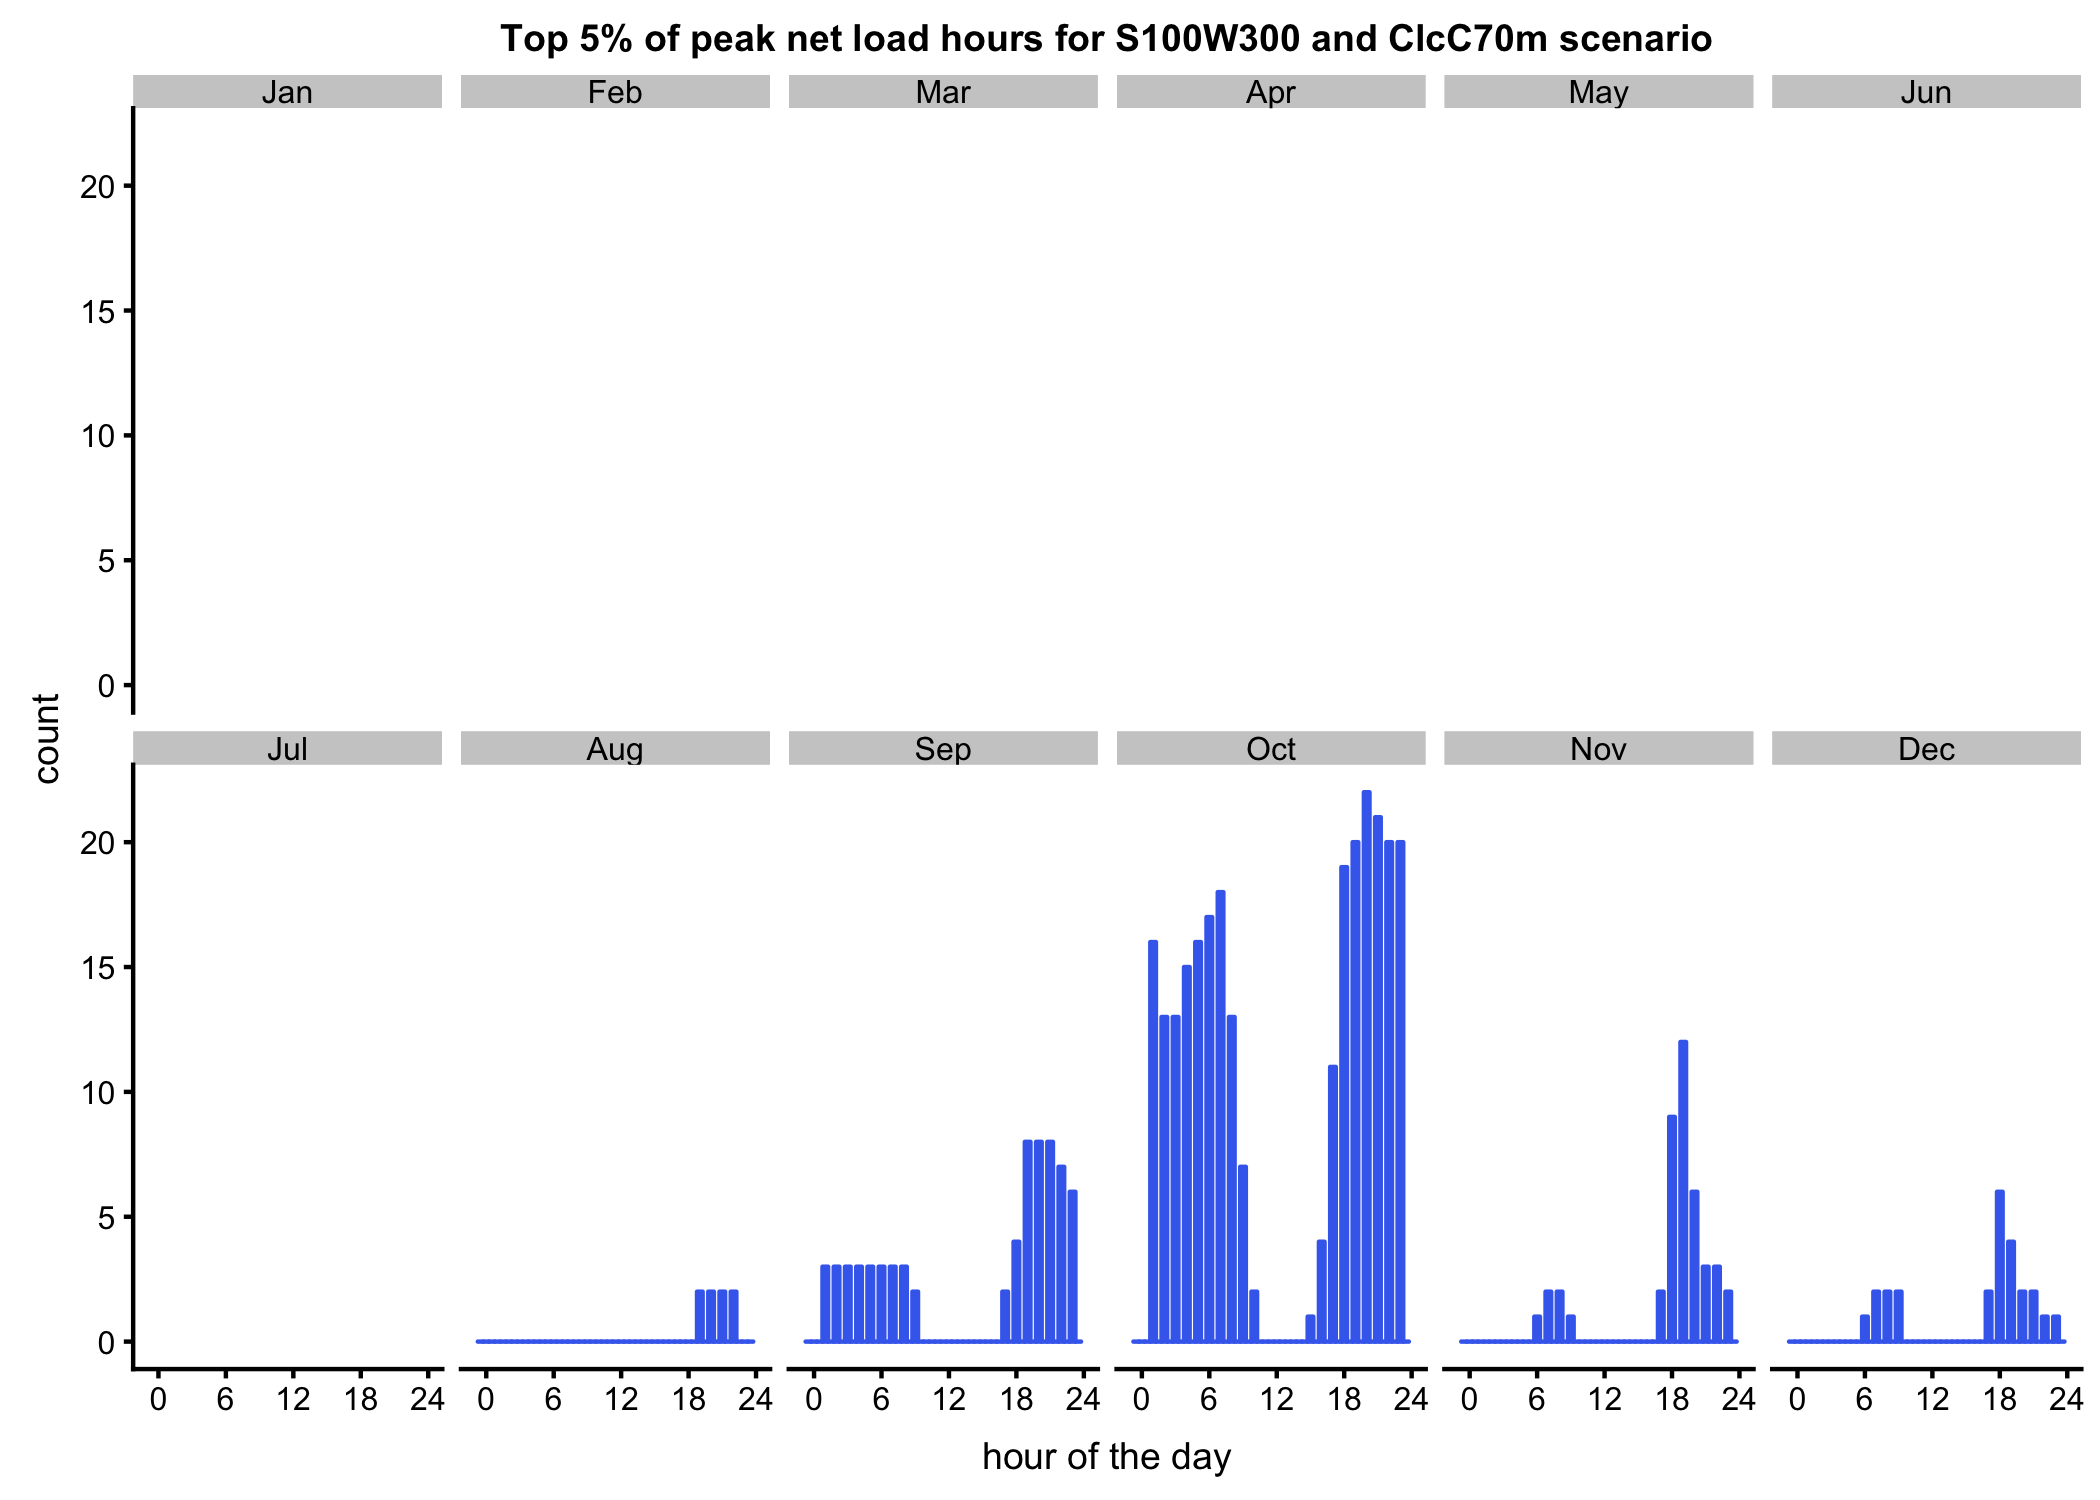 Top 5% of peak net load hours for S100W300 and ClcC70m scenario
Jan Feb Mar Apr May Jun
20
15
10
5
0
count
Jul Aug Sep Oct Nov Dec
20
15
10
5
0
0 6 12 18 24 0 6 12 18 24 0 6 12 18 24 0 6 12 18 24 0 6 12 18 24 0 6 12 18 24
hour of the day